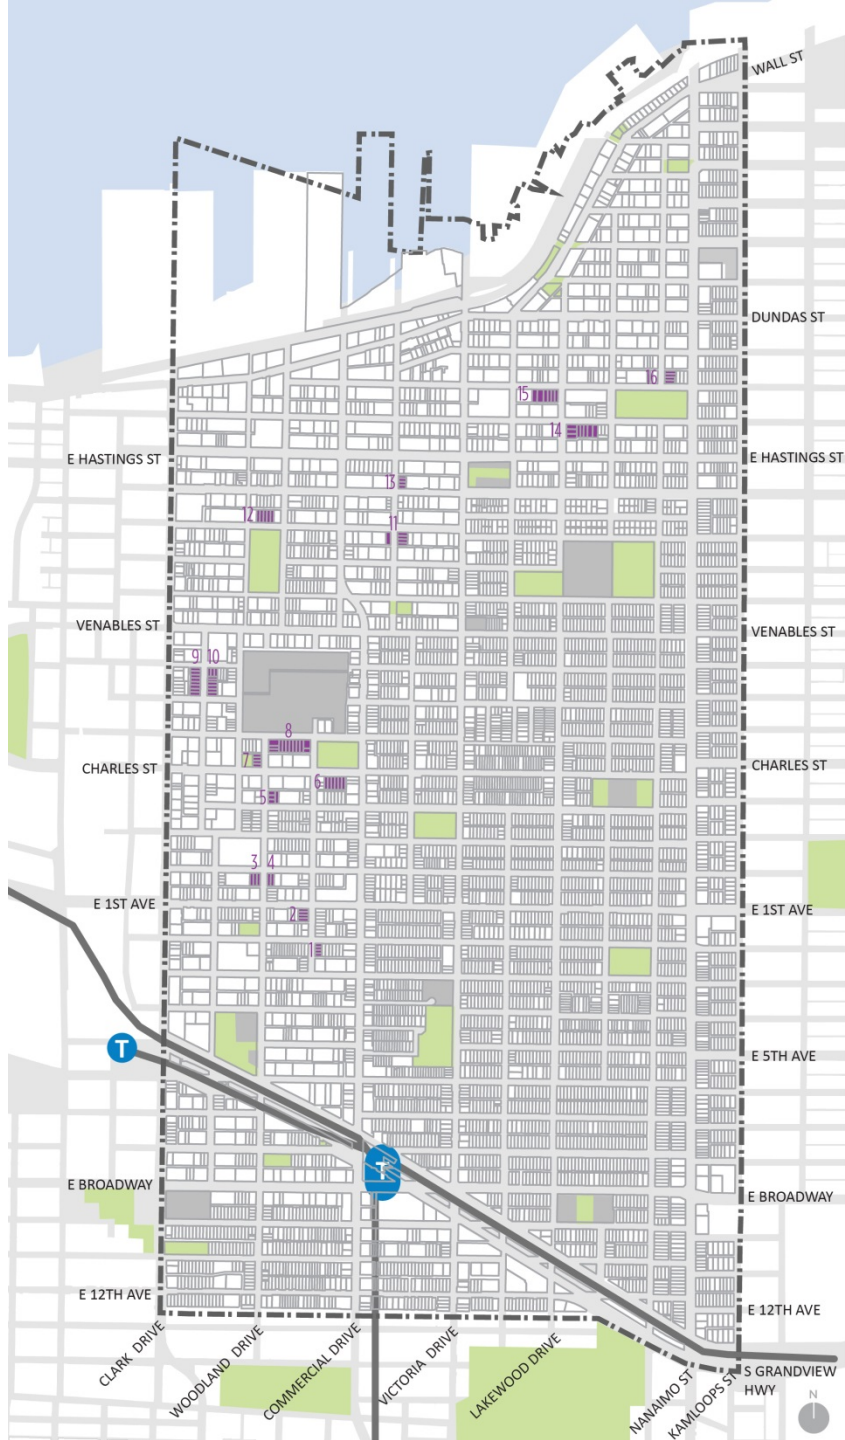 WALL ST
DUNDAS ST
16
15
14
E HASTINGS ST
E HASTINGS ST
13
12
11
VENABLES ST
VENABLES ST
9
10
8
7
CHARLES ST
CHARLES ST
6
5
3
4
E 1ST AVE
E 1ST AVE
2
1
T
E 5TH AVE
T
E BROADWAY
E BROADWAY
E 12TH AVE
E 12TH AVE
CLARK DRIVE
WOODLAND DRIVE
COMMERCIAL DRIVE
VICTORIA DRIVE
LAKEWOOD DRIVE
NANAIMO ST
KAMLOOPS ST
S GRANDVIEW
HWY
N